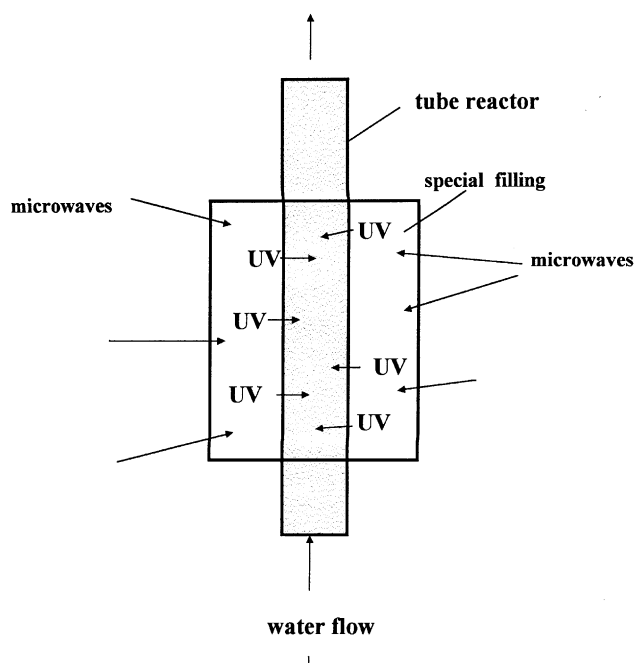 tube reactor
special filling
microwaves
UV
UV
microwaves
UV
UV
UV
UV
water flow